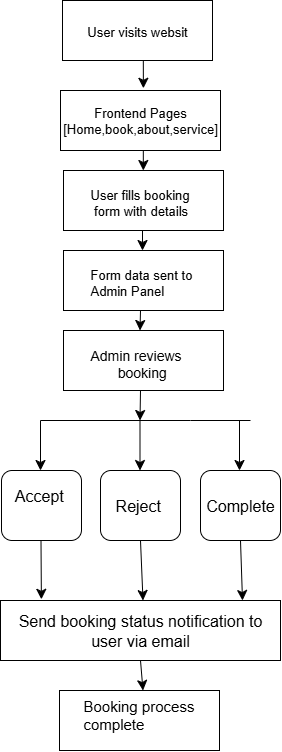 User visits websit
Frontend Pages
[Home,book,about,service]
User fills booking
form with details
Form data sent to
Admin Panel
Admin reviews
booking
Accept
Reject
Complete
Send booking status notification to
user via email
Booking process
complete